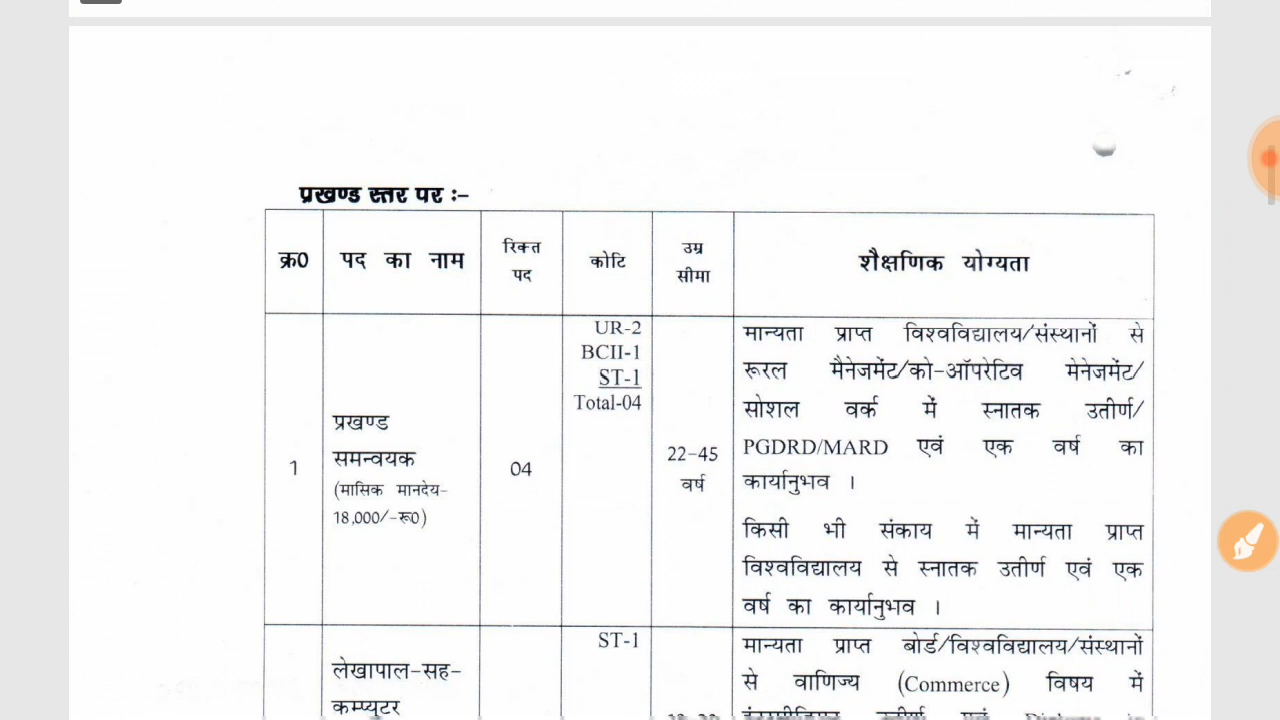 प्रखण्ड स्तर पर :–
क्र0
पद का नाम
रिक्त
पद
कोटि
उम्र
सीमा
शैक्षणिक योग्यता
1
प्रखण्ड
समन्वयक
(मासिक मानदेय–
18,000/–रू0)
04
UR-2
BCII-1
ST-1
Total-04
22–45
वर्ष
मान्यता प्राप्त विश्वविद्यालय/संस्थानों से
रूरल मैनेजमेंट/को–ऑपरेटिव मेनेजमेंट/
सोशल वर्क में स्नातक उतीर्ण/
PGDRD/MARD एवं एक वर्ष का
कार्यानुभव ।
किसी भी संकाय में मान्यता प्राप्त
विश्वविद्यालय से स्नातक उतीर्ण एवं एक
वर्ष का कार्यानुभव ।
लेखापाल–सह–
कम्प्यूटर
ST-1
मान्यता प्राप्त बोर्ड/विश्वविद्यालय/संस्थानों
से वाणिज्य (Commerce) विषय में